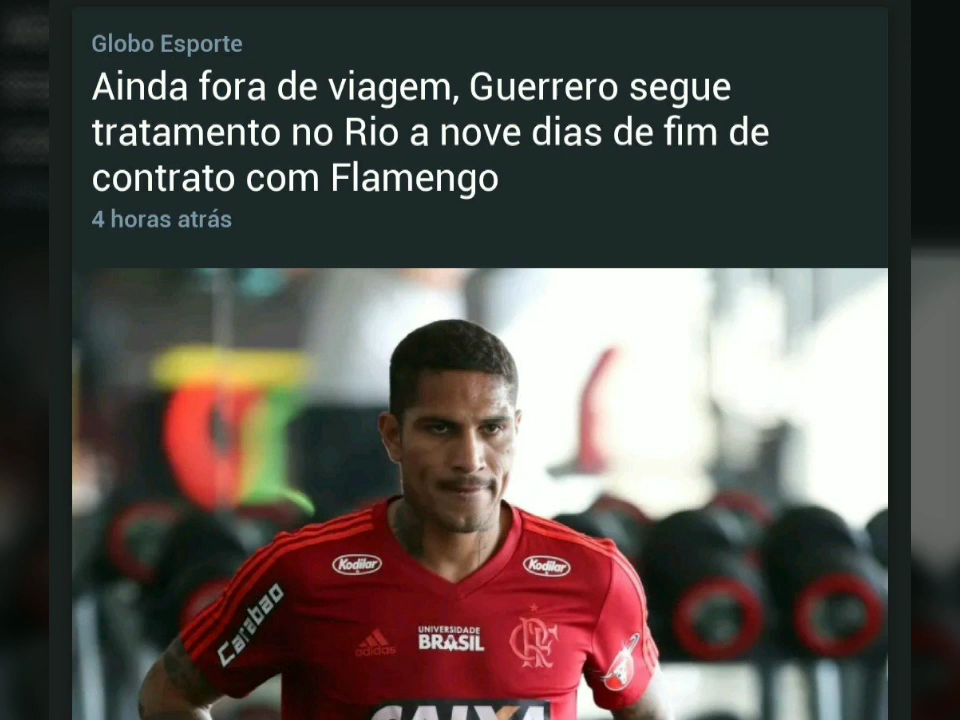 Globo Esporte
Ainda fora de viagem, Guerrero segue
tratamento no Rio a nove dias de fim de
contrato com Flamengo
4 horas atrás
Kodilar
Kodilar
Carabao
adidas
UNIVERSIDADE
BRASIL
CAIXA